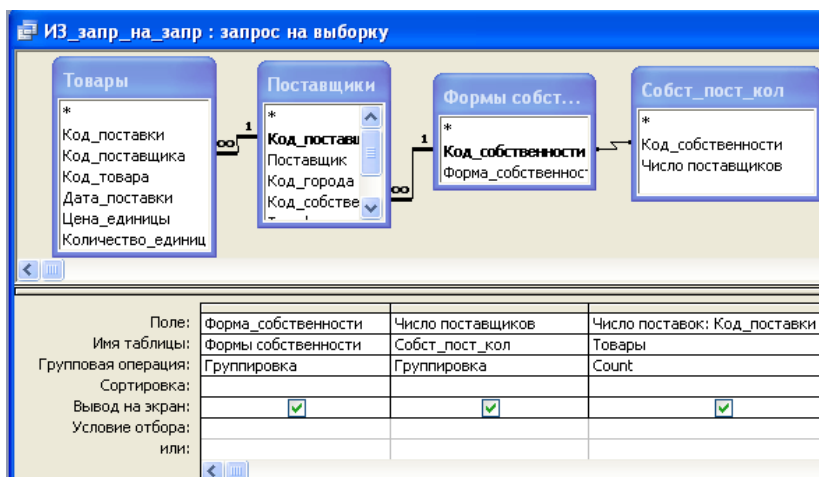 ИЗ_запр_на_запр : запрос на выборку
Товары
*
Код_поставки
Код_поставщика
Код_товара
Дата_поставки
Цена_единицы
Количество_единиц
∞ 1
Поставщики
*
Код_поставщ
Поставщик
Код_города
Код_собстве
∞ 1
Формы собст...
*
Код_собственности
Форма_собственнос
Собст_пост_кол
*
Код_собственности
Число поставщиков
Поле: Форма_собственности Число поставщиков Число поставок: Код_поставки
Имя таблицы: Формы собственности Собст_пост_кол Товары
Групповая операция: Группировка Группировка Count
Сортировка:
Вывод на экран:
Условие отбора:
или: